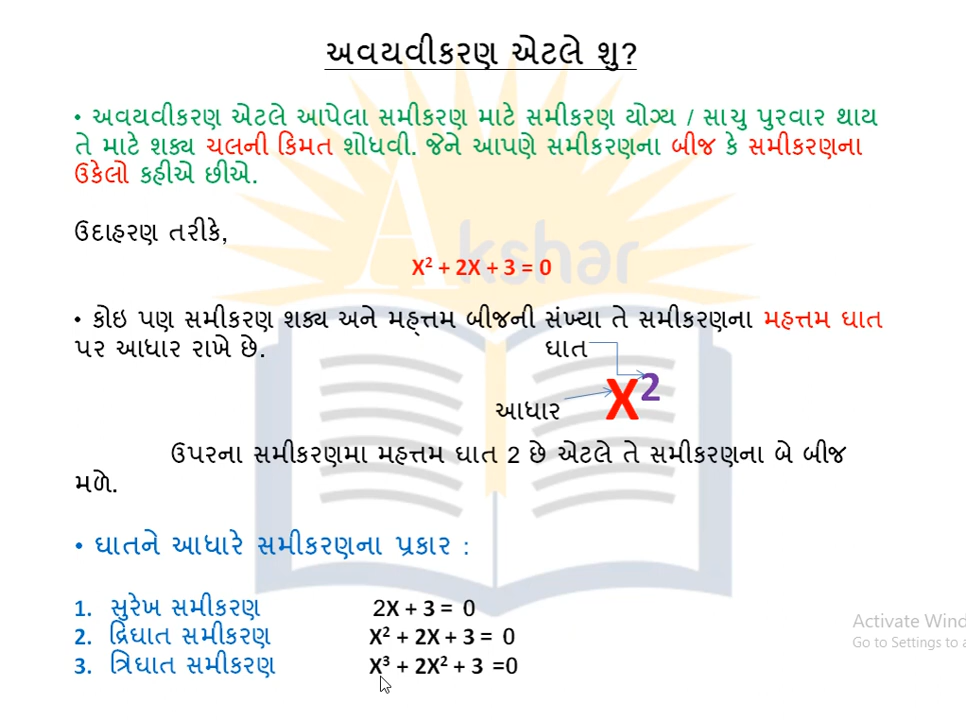 અવયવીકરણ એટલે શુ?
• અવયવીકરણ એટલે આપેલા સમીકરણ માટે સમીકરણ યોગ્ય / સાચુ પુરવાર થાય
તે માટે શક્ય ચલની કિમત શોધવી. જેને આપણે સમીકરણના બીજ કે સમીકરણના
ઉકેલો કહીએ છીએ.
ઉદાહરણ તરીકે,
X² + 2X + 3 = 0
• કોઇ પણ સમીકરણ શક્ય અને મહ્ત્તમ બીજની સંખ્યા તે સમીકરણના મહત્તમ ઘાત
પર આધાર રાખે છે.
ઘાત
આધાર
X²
ઉપરના સમીકરણમા મહત્તમ ઘાત 2 છે એટલે તે સમીકરણના બે બીજ
મળે.
• ઘાતને આધારે સમીકરણના પ્રકાર :
1. સુરેખ સમીકરણ 2X + 3 = 0
2. દ્રિઘાત સમીકરણ X² + 2X + 3 = 0
3. ત્રિઘાત સમીકરણ X³ + 2X² + 3 =0
Akshar
Activate Wind
Go to Settings to a